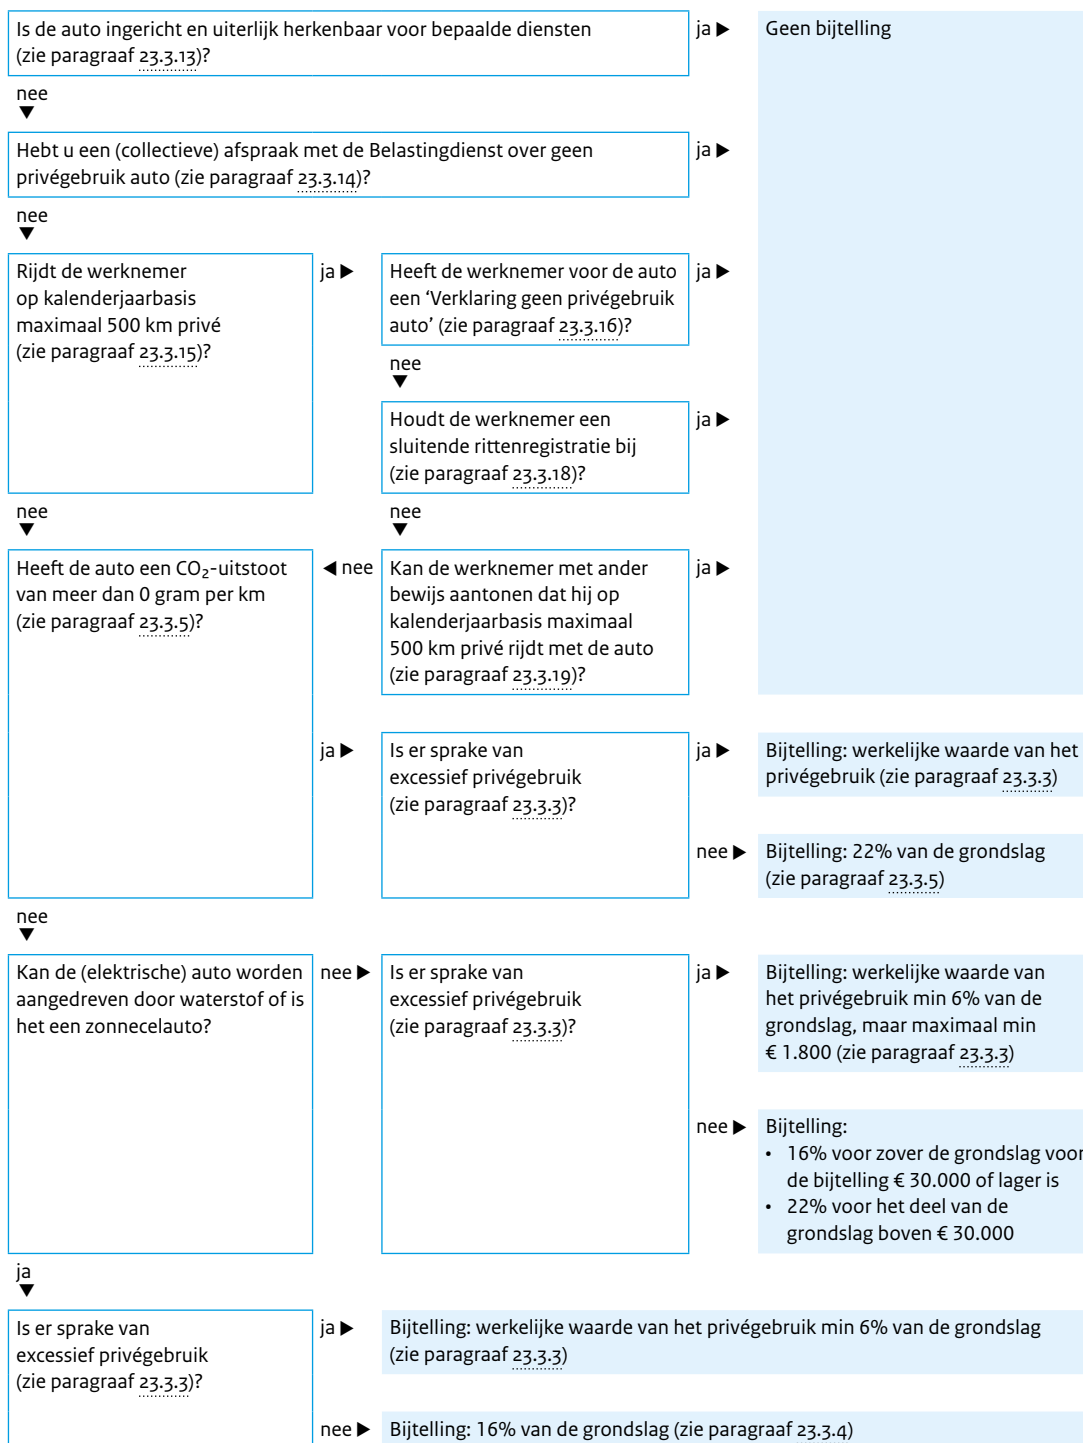 Is de auto ingericht en uiterlijk herkenbaar voor bepaalde diensten
(zie paragraaf 23.3.13)?
ja ▶
Geen bijtelling
nee
▼
Hebt u een (collectieve) afspraak met de Belastingdienst over geen
privégebruik auto (zie paragraaf 23.3.14)?
ja ▶
nee
▼
Rijdt de werknemer
op kalenderjaarbasis
maximaal 500 km privé
(zie paragraaf 23.3.15)?
ja ▶
Heeft de werknemer voor de auto
een ‘Verklaring geen privégebruik
auto’ (zie paragraaf 23.3.16)?
ja ▶
nee
▼
Houdt de werknemer een
sluitende rittenregistratie bij
(zie paragraaf 23.3.18)?
ja ▶
nee
▼
nee
▼
Heeft de auto een CO₂-uitstoot
van meer dan 0 gram per km
(zie paragraaf 23.3.5)?
◀ nee
Kan de werknemer met ander
bewijs aantonen dat hij op
kalenderjaarbasis maximaal
500 km privé rijdt met de auto
(zie paragraaf 23.3.19)?
ja ▶
ja ▶
Is er sprake van
excessief privégebruik
(zie paragraaf 23.3.3)?
ja ▶
Bijtelling: werkelijke waarde van het
privégebruik (zie paragraaf 23.3.3)
nee ▶
Bijtelling: 22% van de grondslag
(zie paragraaf 23.3.5)
nee
▼
Kan de (elektrische) auto worden
aangedreven door waterstof of is
het een zonnecelauto?
nee ▶
Is er sprake van
excessief privégebruik
(zie paragraaf 23.3.3)?
ja ▶
Bijtelling: werkelijke waarde van
het privégebruik min 6% van de
grondslag, maar maximaal min
€ 1.800 (zie paragraaf 23.3.3)
nee ▶
Bijtelling:
• 16% voor zover de grondslag voor
de bijtelling € 30.000 of lager is
• 22% voor het deel van de
grondslag boven € 30.000
ja
▼
Is er sprake van
excessief privégebruik
(zie paragraaf 23.3.3)?
ja ▶
Bijtelling: werkelijke waarde van het privégebruik min 6% van de grondslag
(zie paragraaf 23.3.3)
nee ▶
Bijtelling: 16% van de grondslag (zie paragraaf 23.3.4)